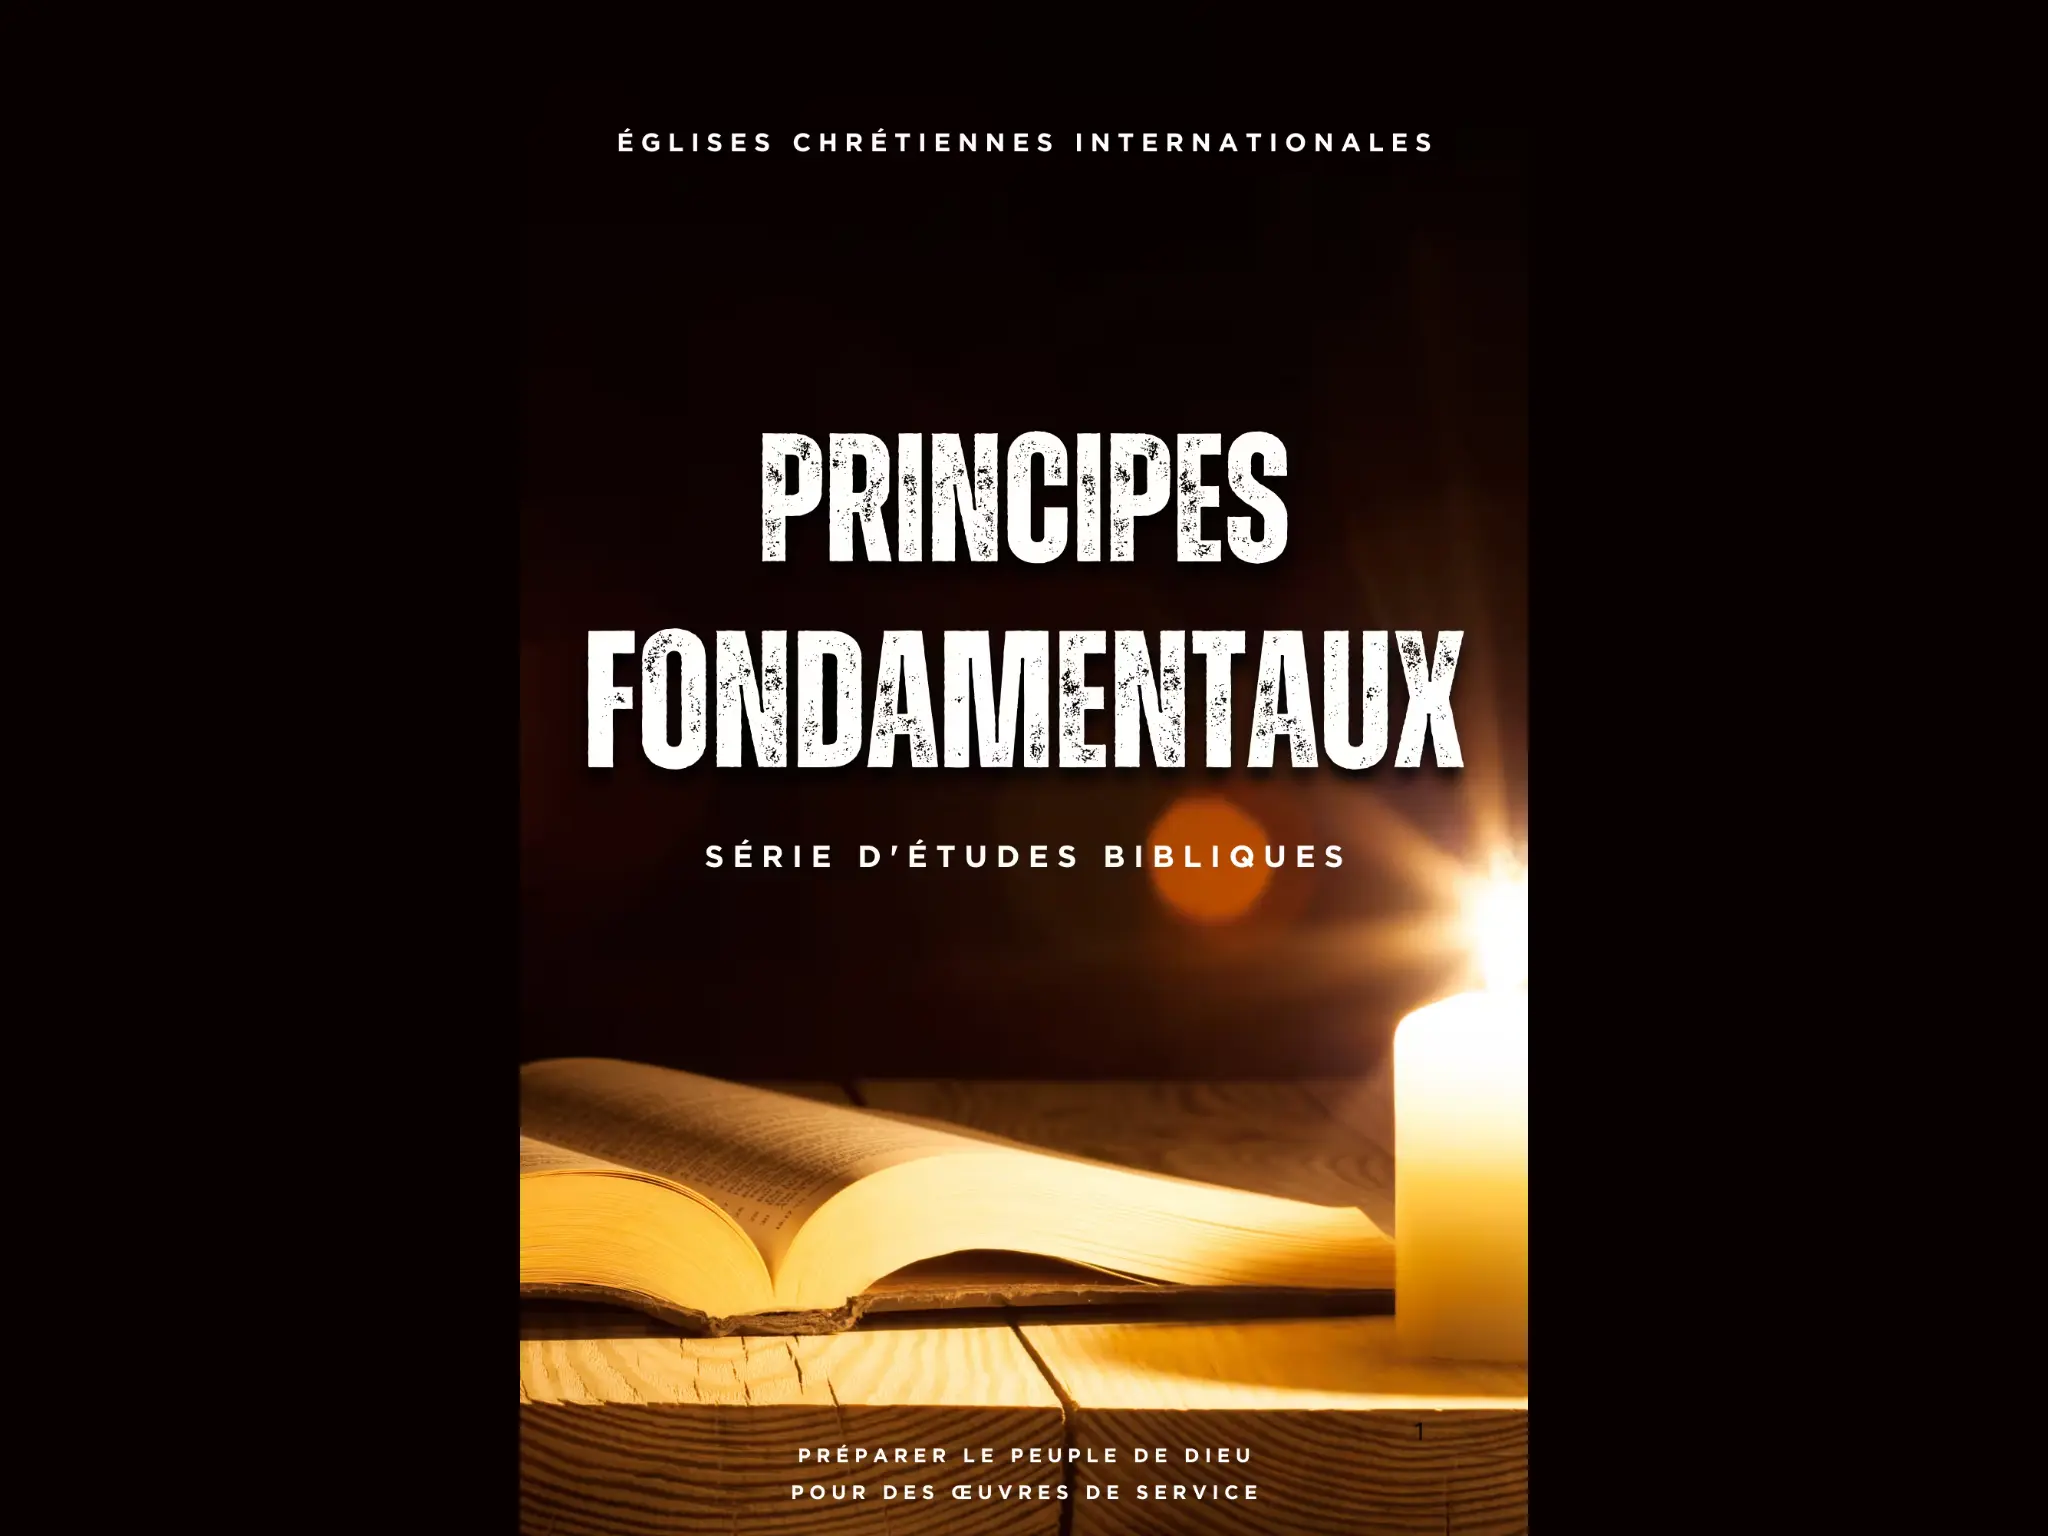 ÉGLISES CHRÉTIENNES INTERNATIONALES
PRINCIPES
FONDAMENTAUX
SÉRIE D'ÉTUDES BIBLIQUES
1
PRÉPARER LE PEUPLE DE DIEU
POUR DES ŒUVRES DE SERVICE